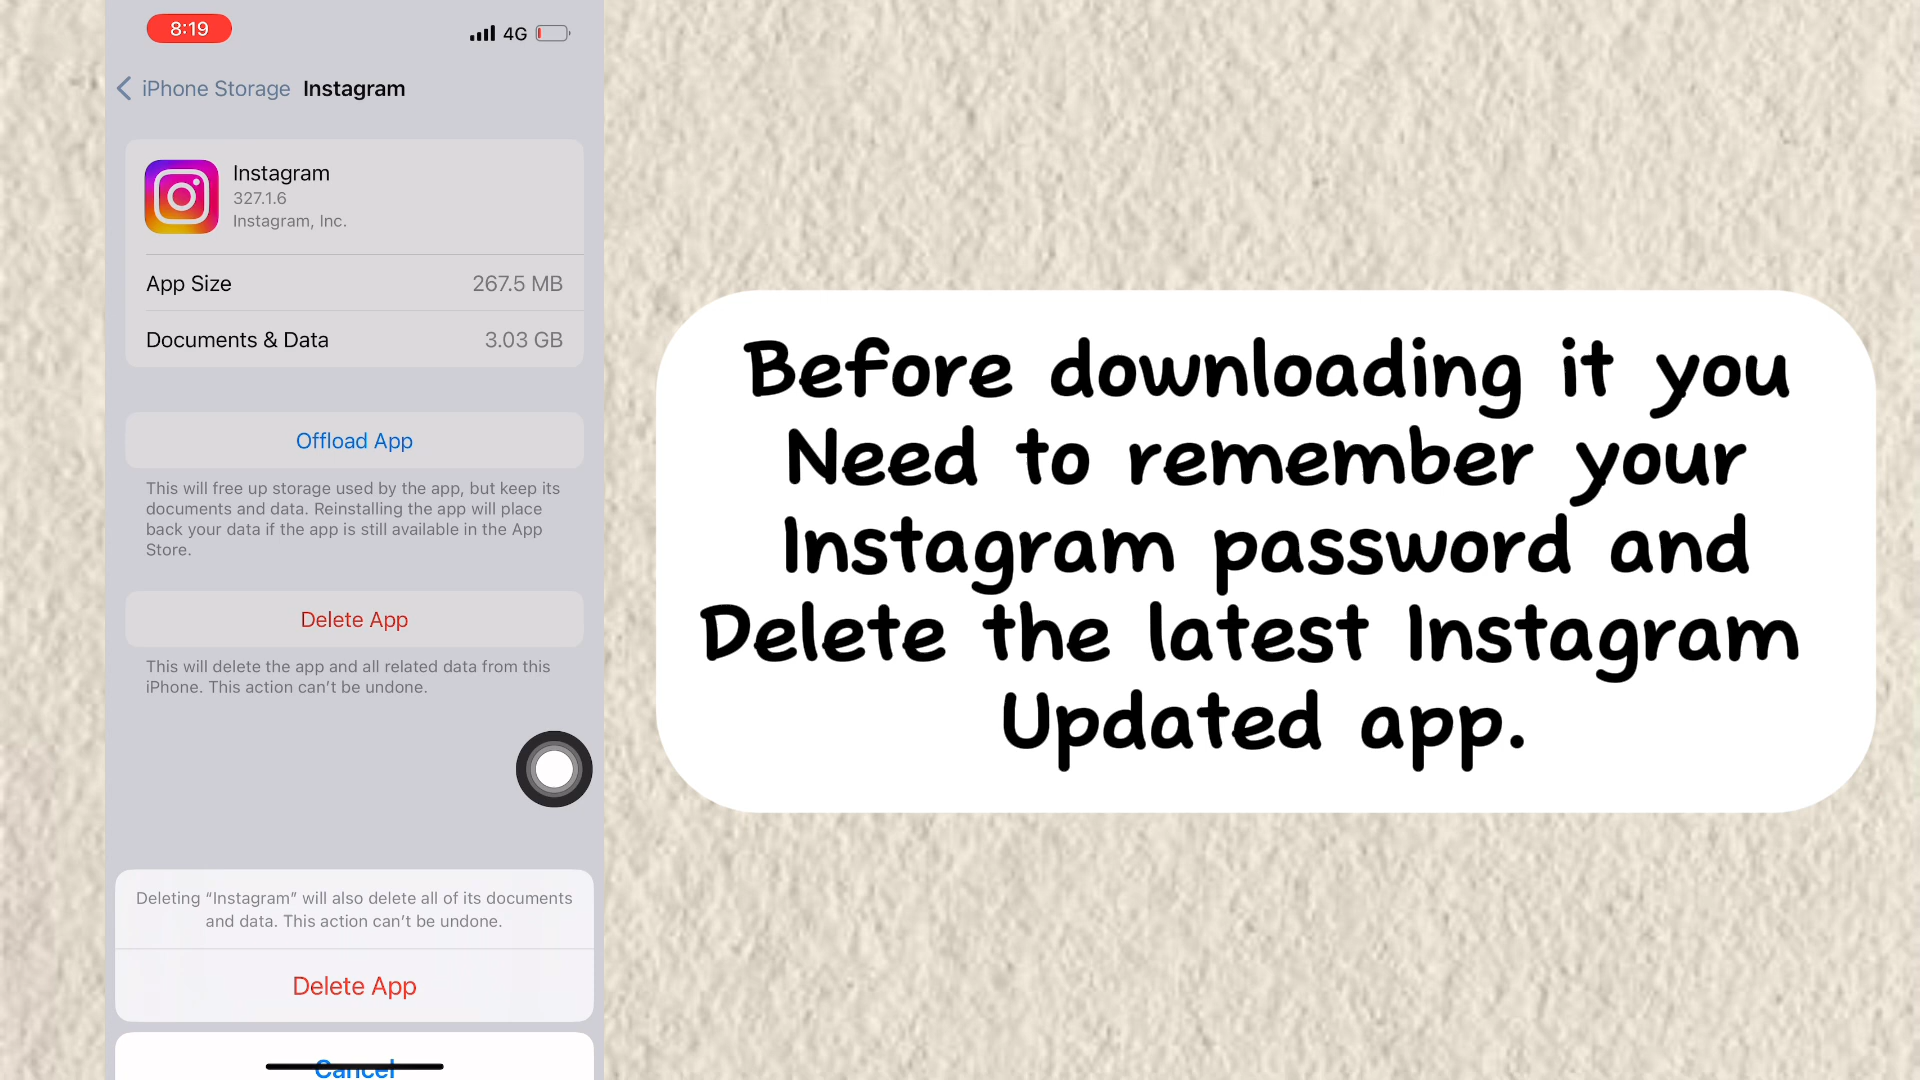 8:19
4G
iPhone Storage Instagram
Instagram
327.1.6
Instagram, Inc.
App Size 267.5 MB
Documents & Data 3.03 GB
Offload App
This will free up storage used by the app, but keep its
documents and data. Reinstalling the app will place
back your data if the app is still available in the App
Store.
Delete App
This will delete the app and all related data from this
iPhone. This action can’t be undone.
Deleting “Instagram” will also delete all of its documents
and data. This action can’t be undone.
Delete App
Cancel
Before downloading it you
Need to remember your
Instagram password and
Delete the latest Instagram
Updated app.